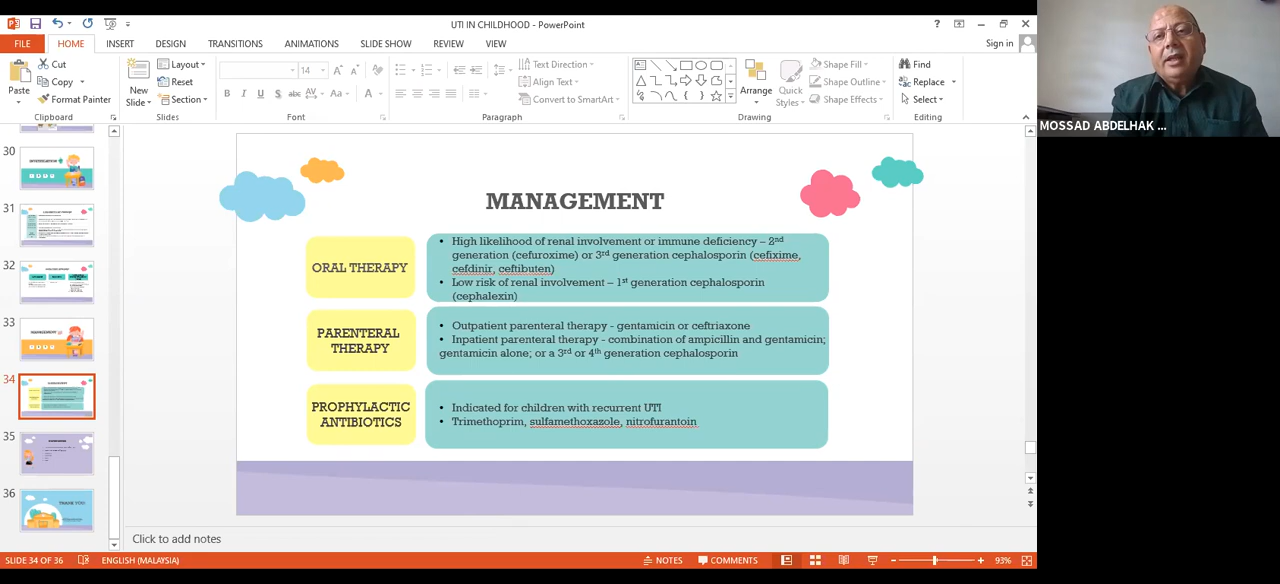 UTI IN CHILDHOOD - PowerPoint
?
FILE
HOME
INSERT
DESIGN
TRANSITIONS
ANIMATIONS
SLIDE SHOW
REVIEW
VIEW
Sign in
Paste
Cut
Copy
Format Painter
Clipboard
New
Slide
Layout
Reset
Section
Slides
14
B I U S abc AV Aa A
Font
Text Direction
Align Text
Convert to SmartArt
Paragraph
Arrange
Quick
Styles
Shape Fill
Shape Outline
Shape Effects
Drawing
Find
Replace
Select
Editing
MOSSAD ABDELHAK ...
30
31
32
33
34
35
36
MANAGEMENT
ORAL THERAPY
• High likelihood of renal involvement or immune deficiency – 2nd
generation (cefuroxime) or 3rd generation cephalosporin (cefixime,
cefdinir, ceftibuten)
• Low risk of renal involvement – 1st generation cephalosporin
(cephalexin)
PARENTERAL
THERAPY
• Outpatient parenteral therapy - gentamicin or ceftriaxone
• Inpatient parenteral therapy - combination of ampicillin and gentamicin;
gentamicin alone; or a 3rd or 4th generation cephalosporin
PROPHYLACTIC
ANTIBIOTICS
• Indicated for children with recurrent UTI
• Trimethoprim, sulfamethoxazole, nitrofurantoin
Click to add notes
SLIDE 34 OF 36
ENGLISH (MALAYSIA)
NOTES
COMMENTS
93%